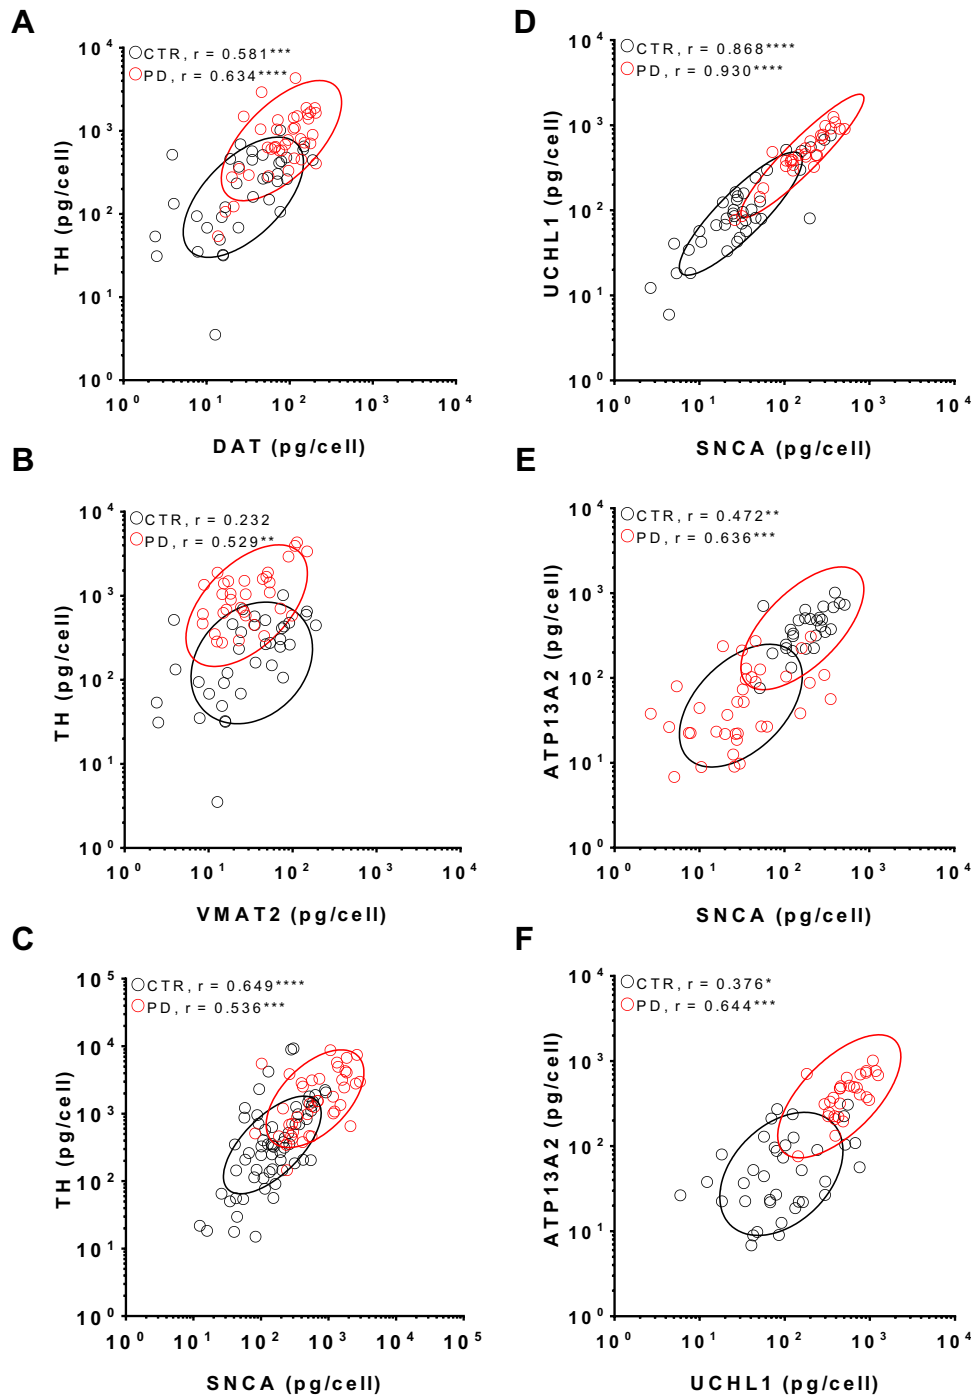 A
CTR, r = 0.581***
PD, r = 0.634****
10⁴
10³
10²
10¹
10⁰
TH (pg/cell)
10⁰ 10¹ 10² 10³ 10⁴
DAT (pg/cell)
B
CTR, r = 0.232
PD, r = 0.529**
10⁴
10³
10²
10¹
10⁰
TH (pg/cell)
10⁰ 10¹ 10² 10³ 10⁴
VMAT2 (pg/cell)
C
CTR, r = 0.649****
PD, r = 0.536***
10⁵
10⁴
10³
10²
10¹
10⁰
TH (pg/cell)
10⁰ 10¹ 10² 10³ 10⁴ 10⁵
SNCA (pg/cell)
D
CTR, r = 0.868****
PD, r = 0.930****
10⁴
10³
10²
10¹
10⁰
UCHL1 (pg/cell)
10⁰ 10¹ 10² 10³ 10⁴
SNCA (pg/cell)
E
CTR, r = 0.472**
PD, r = 0.636***
10⁴
10³
10²
10¹
10⁰
ATP13A2 (pg/cell)
10⁰ 10¹ 10² 10³ 10⁴
SNCA (pg/cell)
F
CTR, r = 0.376*
PD, r = 0.644***
10⁴
10³
10²
10¹
10⁰
ATP13A2 (pg/cell)
10⁰ 10¹ 10² 10³ 10⁴
UCHL1 (pg/cell)